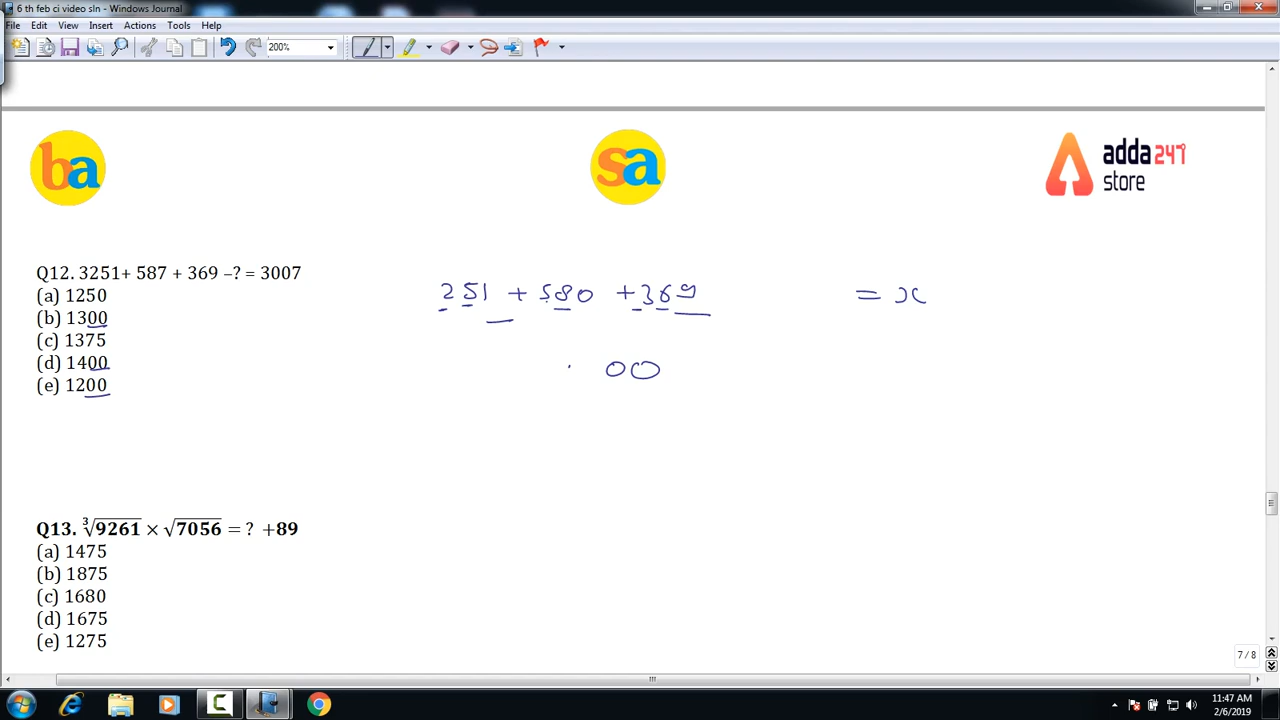 6 th feb ci video sln - Windows Journal
File Edit View Insert Actions Tools Help
200%
ba
sa
adda247
store
Q12. 3251+ 587 + 369 –? = 3007
(a) 1250
(b) 1300
(c) 1375
(d) 1400
(e) 1200
251 + 580 + 369 = x
00
Q13. ∛9261 × √7056 = ? +89
(a) 1475
(b) 1875
(c) 1680
(d) 1675
(e) 1275
7 / 8
11:47 AM
2/6/2019